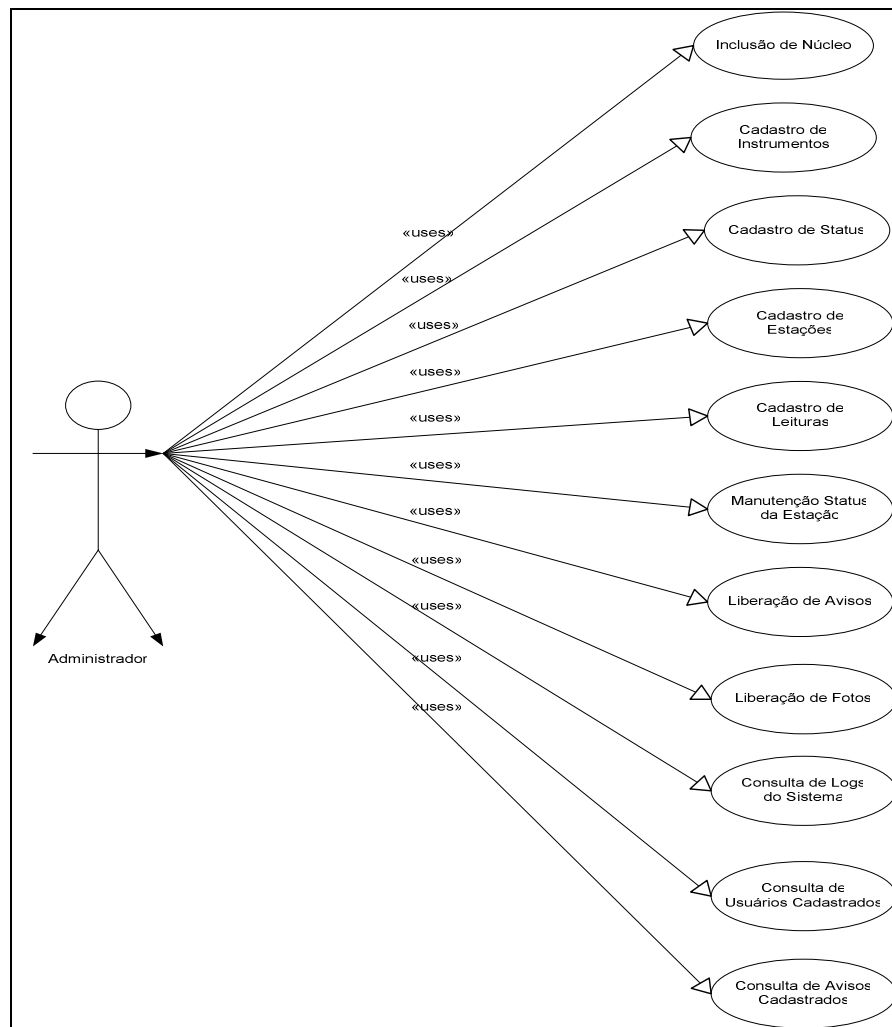 Inclusão de Núcleo
Cadastro de
Instrumentos
«uses»
Cadastro de Status
«uses»
«uses»
Cadastro de
Estações
«uses»
«uses»
Cadastro de
Leituras
«uses»
Manutenção Status
da Estação
«uses»
«uses»
Liberação de Avisos
«uses»
Administrador
«uses»
Liberação de Fotos
«uses»
Consulta de Logs
do Sistema
Consulta de
Usuários Cadastrados
Consulta de Avisos
Cadastrados